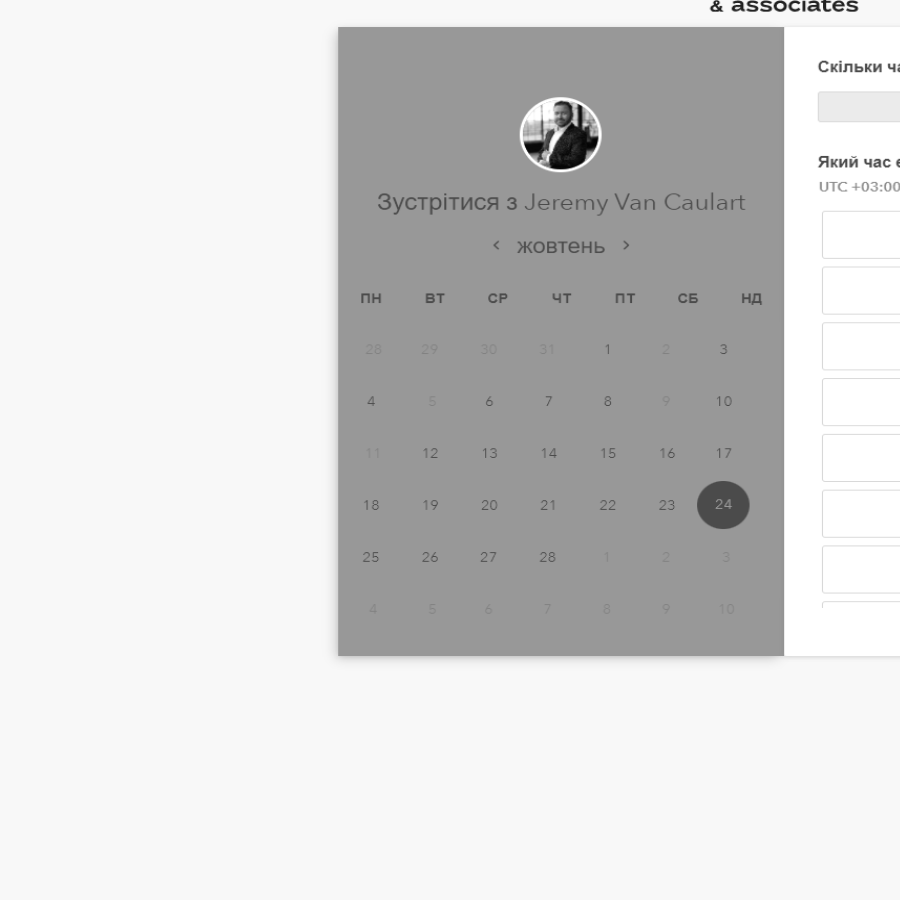 & associates
Зустрітися з Jeremy Van Caulart
жовтень
ПН ВТ СР ЧТ ПТ СБ НД
28 29 30 31 1 2 3
4 5 6 7 8 9 10
11 12 13 14 15 16 17
18 19 20 21 22 23 24
25 26 27 28 1 2 3
4 5 6 7 8 9 10
Скільки
Який час
UTC +03:00